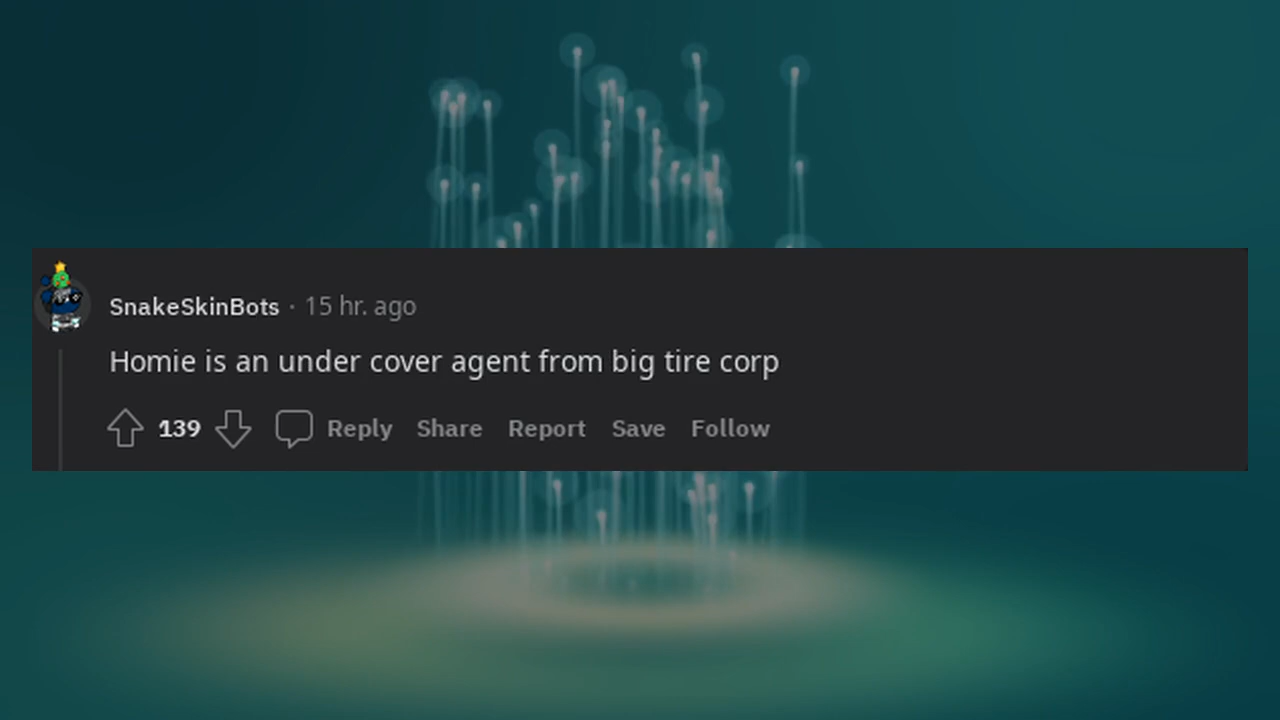 SnakeSkinBots · 15 hr. ago
Homie is an under cover agent from big tire corp
139 Reply Share Report Save Follow